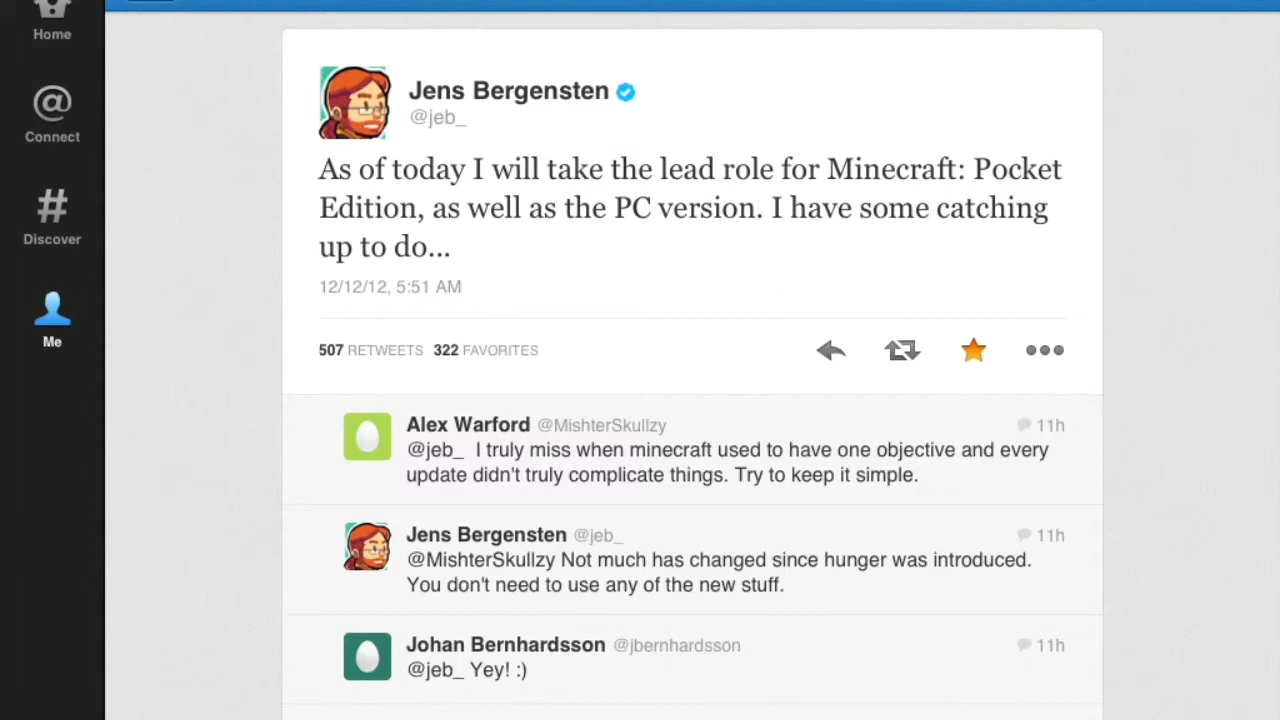 Home
@
Connect
#
Discover
Me
Jens Bergensten
@jeb_
As of today I will take the lead role for Minecraft: Pocket
Edition, as well as the PC version. I have some catching
up to do...
12/12/12, 5:51 AM
507 RETWEETS 322 FAVORITES
Alex Warford @MishterSkullzy 11h
@jeb_ I truly miss when minecraft used to have one objective and every
update didn't truly complicate things. Try to keep it simple.
Jens Bergensten @jeb_ 11h
@MishterSkullzy Not much has changed since hunger was introduced.
You don't need to use any of the new stuff.
Johan Bernhardsson @jbernhardsson 11h
@jeb_ Yey! :)